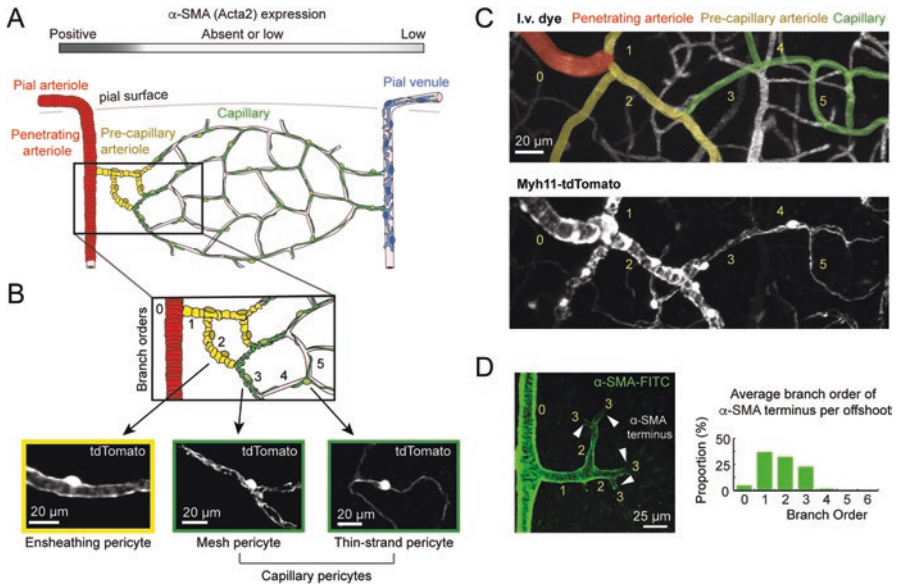 A
α-SMA (Acta2) expression
Positive
Absent or low
Low
Pial arteriole
pial surface
Pial venule
Capillary
Penetrating
arteriole
Pre-capillary
arteriole
B
Branch orders
0
1
2
3
4
5
tdTomato
20 μm
Ensheathing pericyte
tdTomato
20 μm
Mesh pericyte
tdTomato
20 μm
Thin-strand pericyte
Capillary pericytes
C
I.v. dye
Penetrating arteriole
Pre-capillary arteriole
Capillary
0
1
2
3
4
5
20 μm
Myh11-tdTomato
0
1
2
3
4
5
D
α-SMA-FITC
0
1
2
2
3
3
3
3
α-SMA
terminus
25 μm
Average branch order of
α-SMA terminus per offshoot
Proportion (%)
50
25
0
0 1 2 3 4 5 6
Branch Order